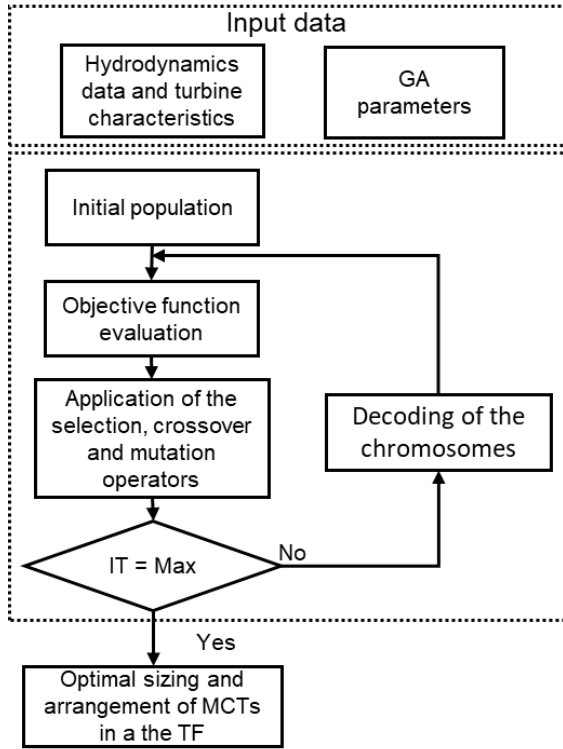 Input data
Hydrodynamics
data and turbine
characteristics
GA
parameters
Initial population
Objective function
evaluation
Application of the
selection, crossover
and mutation
operators
Decoding of the
chromosomes
IT = Max
No
Yes
Optimal sizing and
arrangement of MCTs
in a the TF